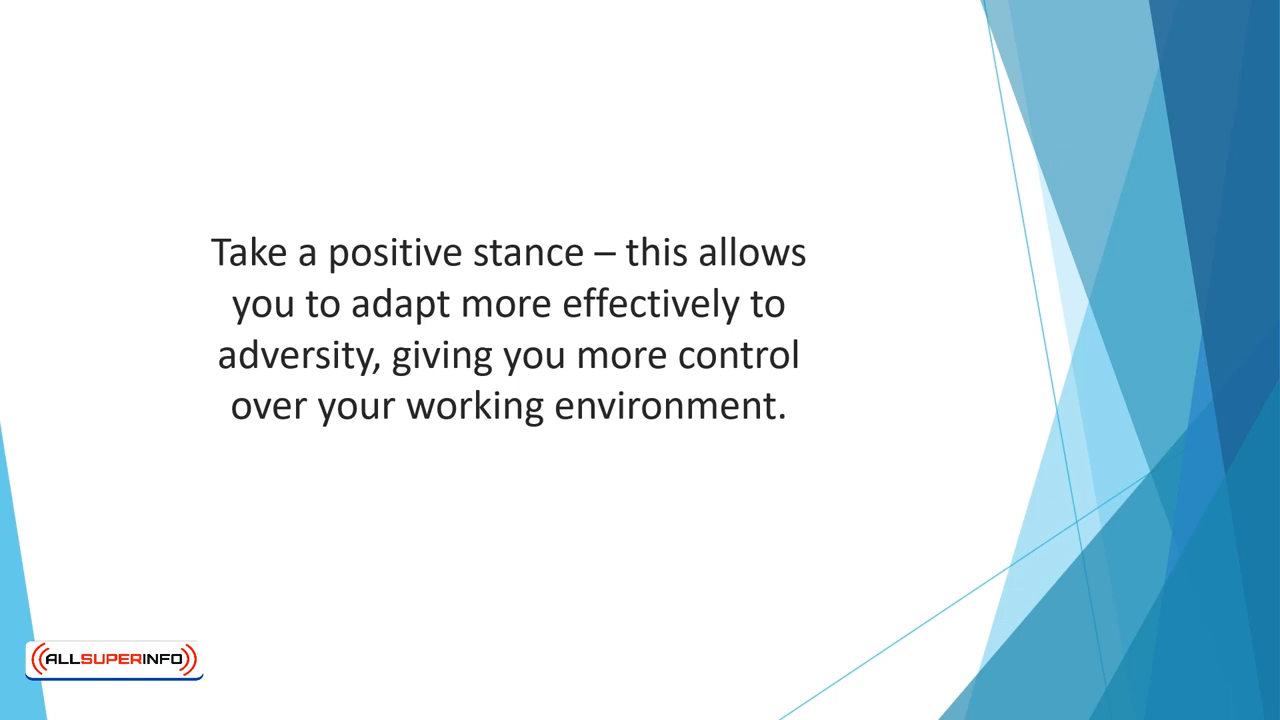 Take a positive stance – this allows
you to adapt more effectively to
adversity, giving you more control
over your working environment.
ALLSUPERINFO